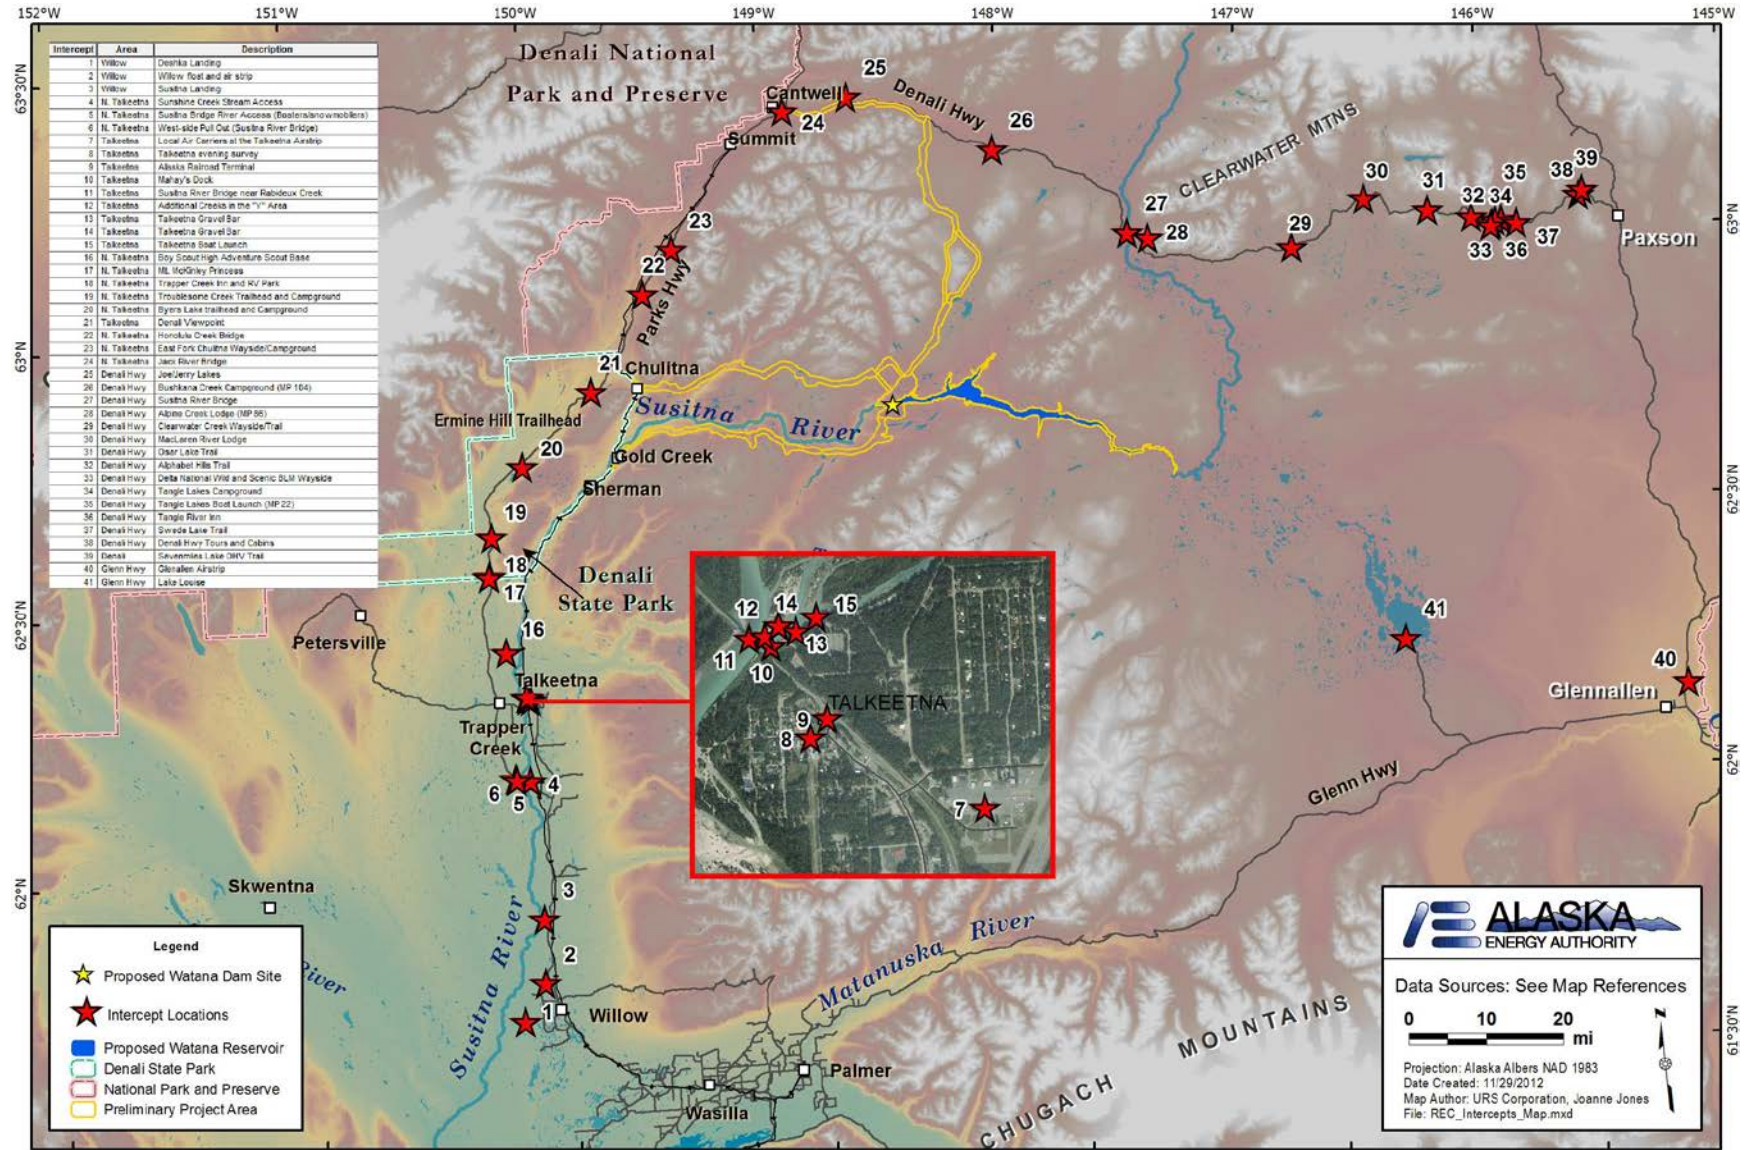 152°W 151°W 150°W 149°W 148°W 147°W 146°W 145°W
Intercept Area Description
1 Willow Deshka Landing
2 Willow Willow float and air strip
3 Willow Susitna Landing
4 N. Talkeetna Sunshine Creek Stream Access
5 N. Talkeetna Susitna Bridge River Access (Boaters/snowmobilers)
6 N. Talkeetna West-side Pull Out (Susitna River Bridge)
7 Talkeetna Local Air Carriers at the Talkeetna Airstrip
8 Talkeetna Talkeetna evening survey
9 Talkeetna Alaska Railroad Terminal
10 Talkeetna Mahay's Dock
11 Talkeetna Susitna River Bridge near Rabideux Creek
12 Talkeetna Additional Creeks in the "Y" Area
13 Talkeetna Talkeetna Gravel Bar
14 Talkeetna Talkeetna Gravel Bar
15 Talkeetna Talkeetna Boat Launch
16 N. Talkeetna Boy Scout High Adventure Scout Base
17 N. Talkeetna Mt. McKinley Princess
18 N. Talkeetna Trapper Creek Inn and RV Park
19 N. Talkeetna Troublesome Creek Trailhead and Campground
20 N. Talkeetna Byers Lake trailhead and Campground
21 Talkeetna Denali Viewpoint
22 N. Talkeetna Honolulu Creek Bridge
23 N. Talkeetna East Fork Chulitna Wayside/Campground
24 N. Talkeetna Jack River Bridge
25 Denali Hwy Joe/Jerry Lakes
26 Denali Hwy Bushkana Creek Campground (MP 104)
27 Denali Hwy Susitna River Bridge
28 Denali Hwy Alpine Creek Lodge (MP 86)
29 Denali Hwy Clearwater Creek Wayside/Trail
30 Denali Hwy MacLaren River Lodge
31 Denali Hwy Osar Lake Trail
32 Denali Hwy Alphabet Hills Trail
33 Denali Hwy Delta National Wild and Scenic BLM Wayside
34 Denali Hwy Tangle Lakes Campground
35 Denali Hwy Tangle Lakes Boat Launch (MP 22)
36 Denali Hwy Tangle River Inn
37 Denali Hwy Swede Lake Trail
38 Denali Hwy Denali Hwy Tours and Cabins
39 Denali Sevenmies Lake OHV Trail
40 Glenn Hwy Glenallen Airstrip
41 Glenn Hwy Lake Louise
Denali National
Park and Preserve
Cantwell
25
Denali Hwy
24
26
Summit
CLEARWATER MTNS
23
22
Parks Hwy
27
28
29
30
31
32
34
35
33
36
37
38
39
Paxson
63°30'N
63°N
62°30'N
62°N
63°N
62°30'N
62°N
61°30'N
21
Chulitna
Ermine Hill Trailhead
Susitna River
20
Gold Creek
Sherman
19
18
17
Denali
State Park
Petersville
16
Talkeetna
Trapper
Creek
6
5
4
12
14
15
11
10
13
9
TALKEETNA
8
7
41
40
Glennallen
Glenn Hwy
Skwentna
River
3
2
1
Susitna River
Willow
Matanuska River
Palmer
Wasilla
CHUGACH MOUNTAINS
Legend
Proposed Watana Dam Site
Intercept Locations
Proposed Watana Reservoir
Denali State Park
National Park and Preserve
Preliminary Project Area
ALASKA
ENERGY AUTHORITY
Data Sources: See Map References
0 10 20
mi
N
Projection: Alaska Albers NAD 1983
Date Created: 11/29/2012
Map Author: URS Corporation, Joanne Jones
File: REC_Intercepts_Map.mxd